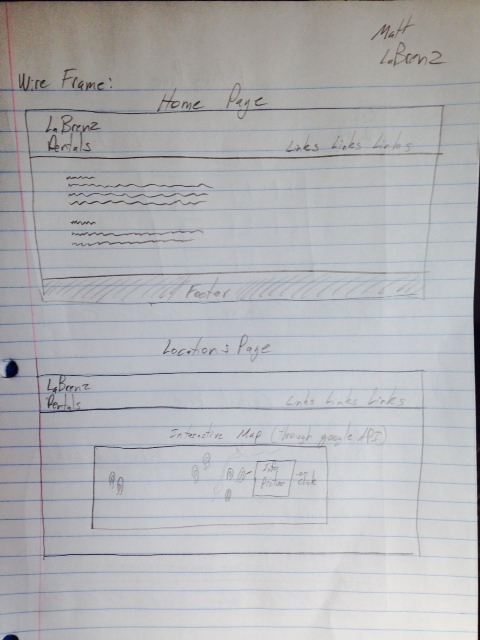 Matt
LaBrenz
Wire Frame:
Home Page
LaBrenz
Rentals
Links Links Links
Footer
Locations Page
LaBrenz
Rentals
Links Links Links
Interactive Map (through google API)
Info
Picture
on
click